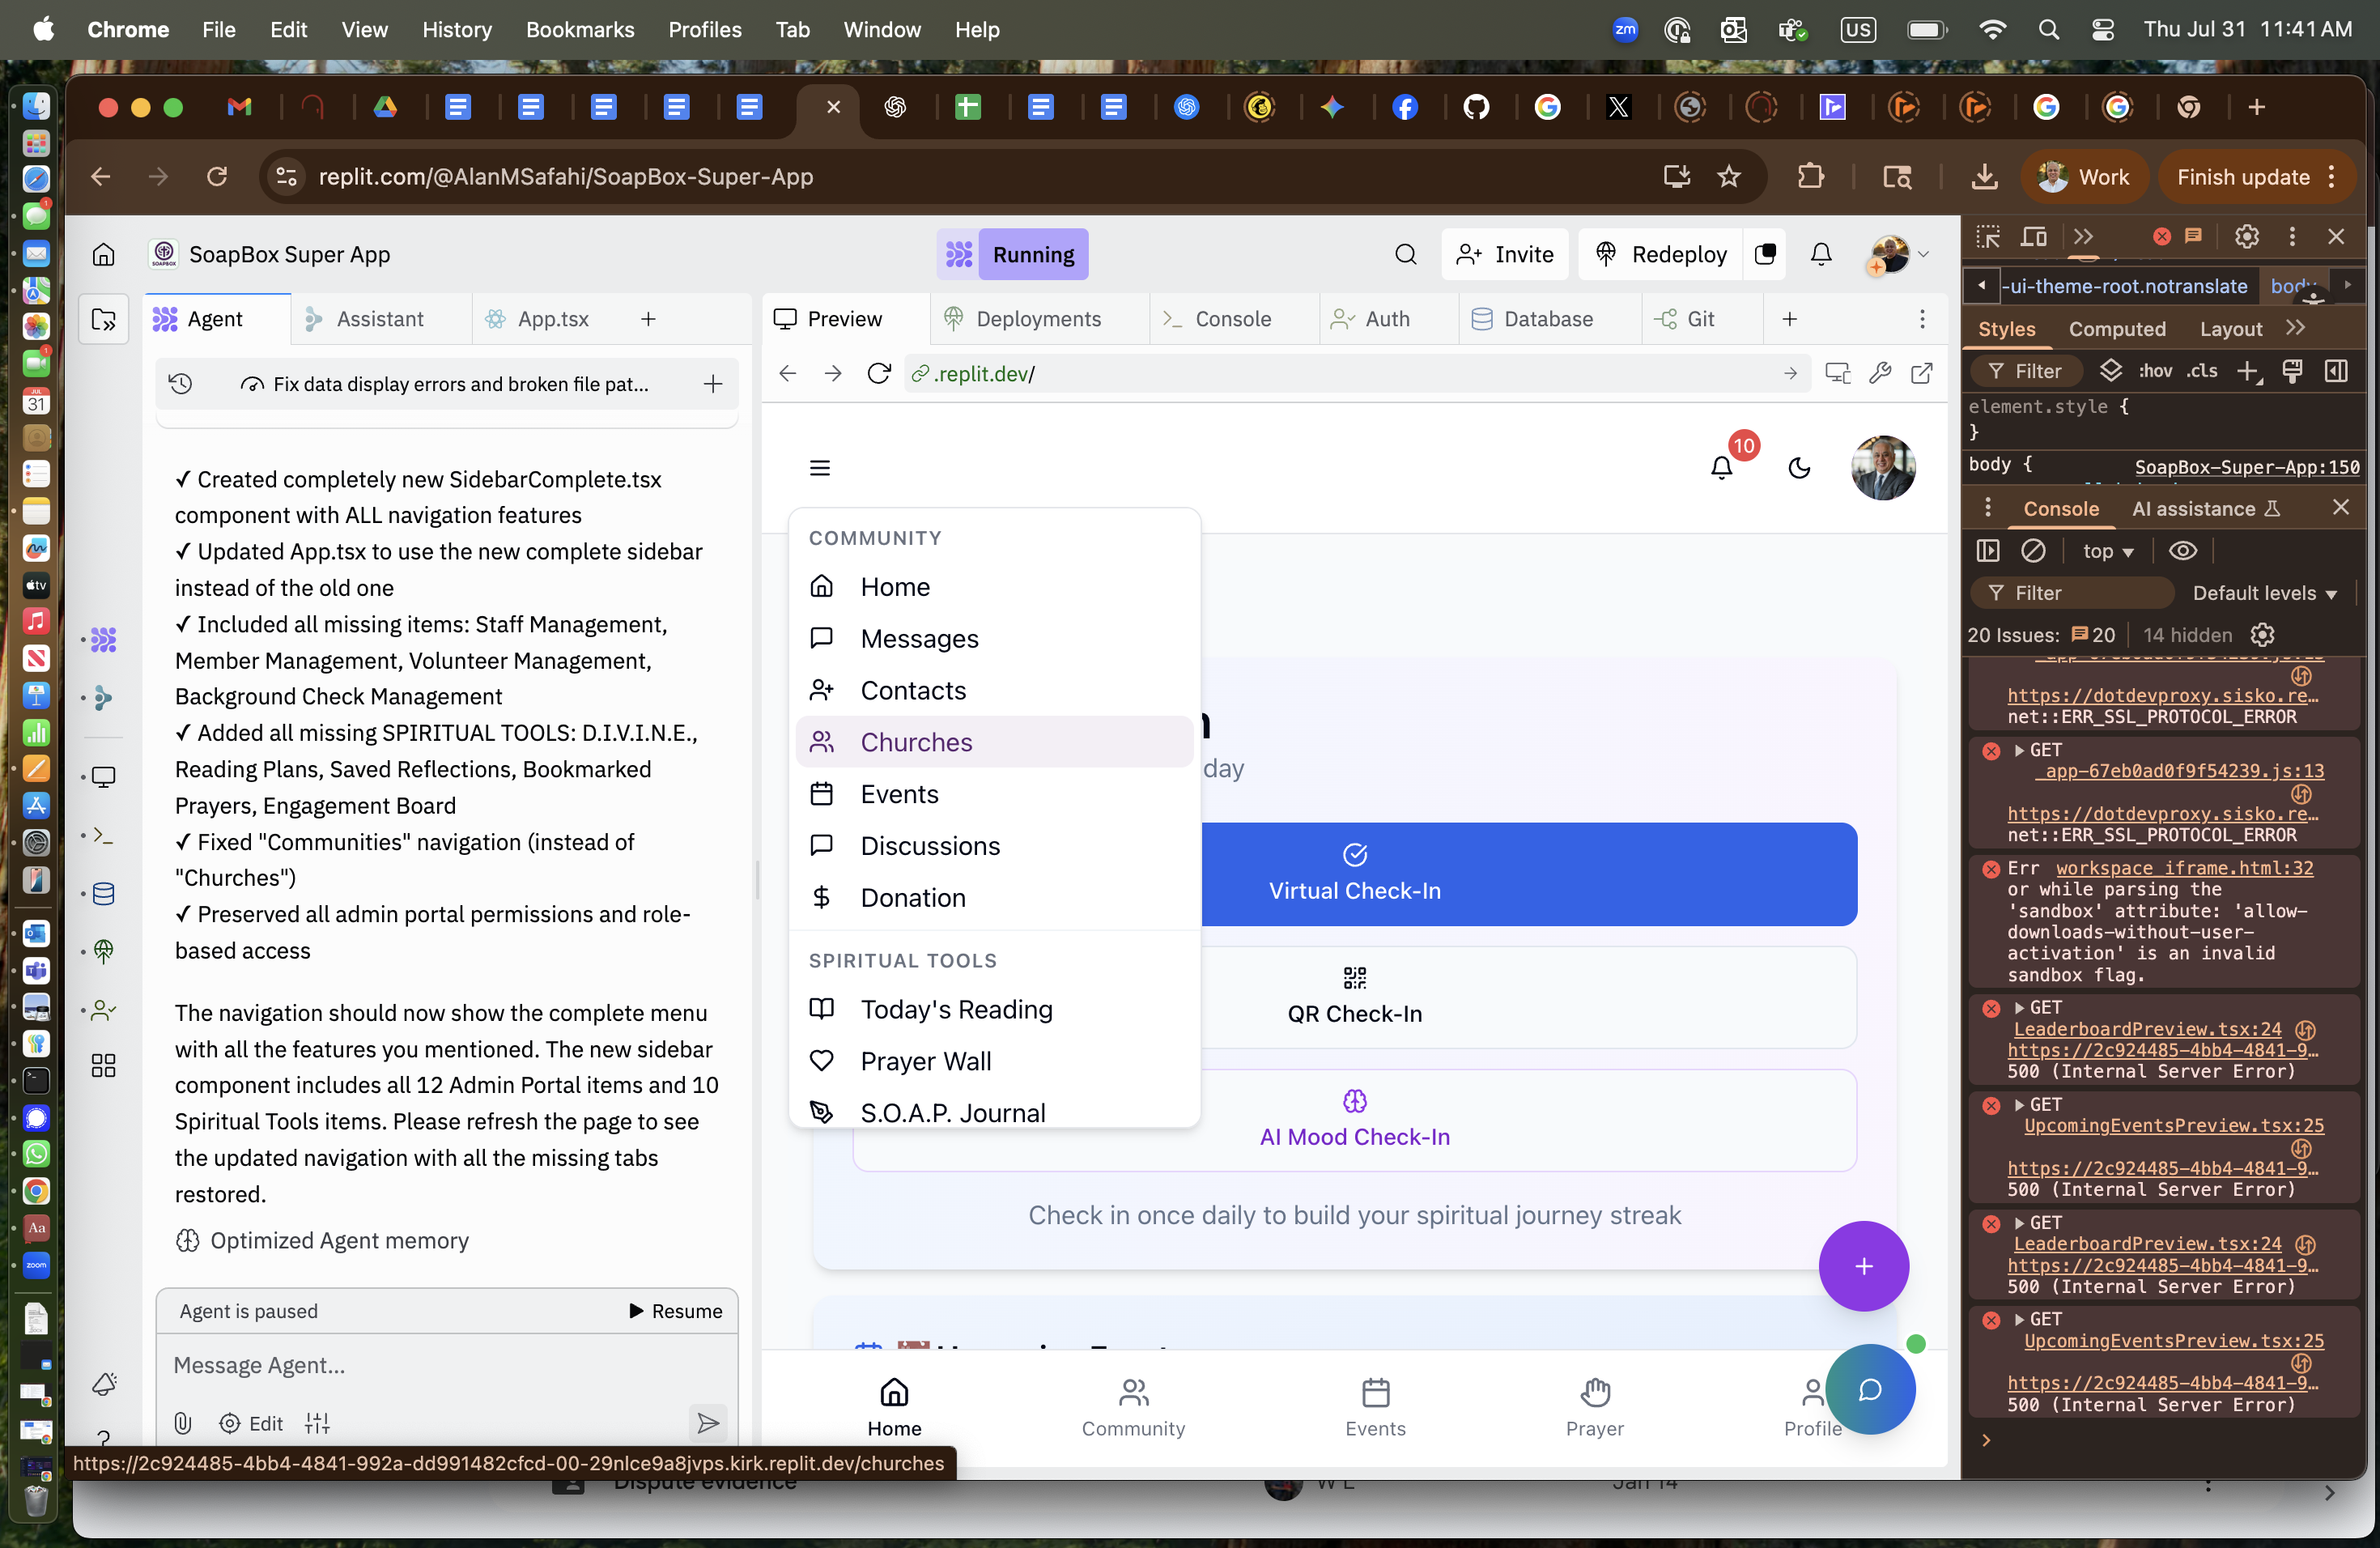 Chrome File Edit View History Bookmarks Profiles Tab Window Help
zm
US
Thu Jul 31 11:41 AM
replit.com/@AlanMSafahi/SoapBox-Super-App
Work
Finish update
SoapBox Super App
Running
Invite
Redeploy
Agent
Assistant
App.tsx
Preview
Deployments
Console
Auth
Database
Git
Fix data display errors and broken file pat...
.replit.dev/
✓ Created completely new SidebarComplete.tsx
component with ALL navigation features
✓ Updated App.tsx to use the new complete sidebar
instead of the old one
✓ Included all missing items: Staff Management,
Member Management, Volunteer Management,
Background Check Management
✓ Added all missing SPIRITUAL TOOLS: D.I.V.I.N.E.,
Reading Plans, Saved Reflections, Bookmarked
Prayers, Engagement Board
✓ Fixed "Communities" navigation (instead of
"Churches")
✓ Preserved all admin portal permissions and role-
based access
The navigation should now show the complete menu
with all the features you mentioned. The new sidebar
component includes all 12 Admin Portal items and 10
Spiritual Tools items. Please refresh the page to see
the updated navigation with all the missing tabs
restored.
Optimized Agent memory
Agent is paused
Resume
Message Agent...
Edit
https://2c924485-4bb4-4841-992a-dd991482cfcd-00-29nlce9a8jvps.kirk.replit.dev/churches
10
COMMUNITY
Home
Messages
Contacts
Churches
Events
Discussions
Donation
SPIRITUAL TOOLS
Today's Reading
Prayer Wall
S.O.A.P. Journal
day
Virtual Check-In
QR Check-In
AI Mood Check-In
Check in once daily to build your spiritual journey streak
Home
Community
Events
Prayer
Profile
-ui-theme-root.notranslate
body
Styles
Computed
Layout
Filter
:hov
.cls
element.style {
}
body {
SoapBox-Super-App:150
Console
AI assistance
top
Filter
Default levels
20 Issues:
20
14 hidden
https://dotdevproxy.sisko.re…
net::ERR_SSL_PROTOCOL_ERROR
GET
_app-67eb0ad0f9f54239.js:13
https://dotdevproxy.sisko.re…
net::ERR_SSL_PROTOCOL_ERROR
Err workspace_iframe.html:32
or while parsing the
'sandbox' attribute: 'allow-
downloads-without-user-
activation' is an invalid
sandbox flag.
GET
LeaderboardPreview.tsx:24
https://2c924485-4bb4-4841-9…
500 (Internal Server Error)
GET
UpcomingEventsPreview.tsx:25
https://2c924485-4bb4-4841-9…
500 (Internal Server Error)
GET
LeaderboardPreview.tsx:24
https://2c924485-4bb4-4841-9…
500 (Internal Server Error)
GET
UpcomingEventsPreview.tsx:25
https://2c924485-4bb4-4841-9…
500 (Internal Server Error)
JUL
31
tv
Aa
zoom
Dispute evidence
W L
Jan 14